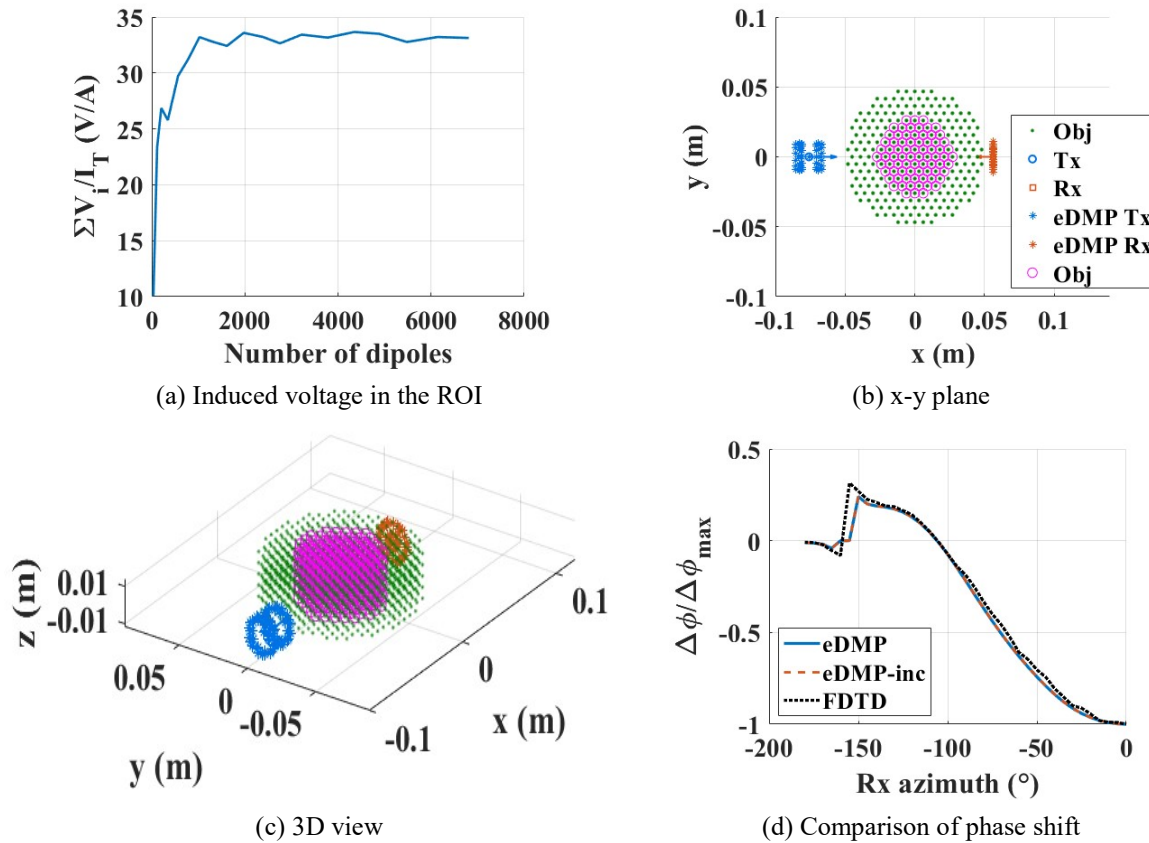 35
30
25
20
15
10
0
2000
4000
6000
8000
ΣV_i/I_T (V/A)
Number of dipoles
(a) Induced voltage in the ROI
0.1
0.05
0
-0.05
-0.1
-0.1
-0.05
0
0.05
0.1
y (m)
x (m)
Obj
Tx
Rx
eDMP Tx
eDMP Rx
Obj
(b) x-y plane
z (m)
0.01
-0.01
0.05
0
-0.05
y (m)
-0.1
0
0.1
x (m)
(c) 3D view
0.5
0
-0.5
-1
-200
-150
-100
-50
0
Δϕ/Δϕ_max
eDMP
eDMP-inc
FDTD
Rx azimuth (°)
(d) Comparison of phase shift